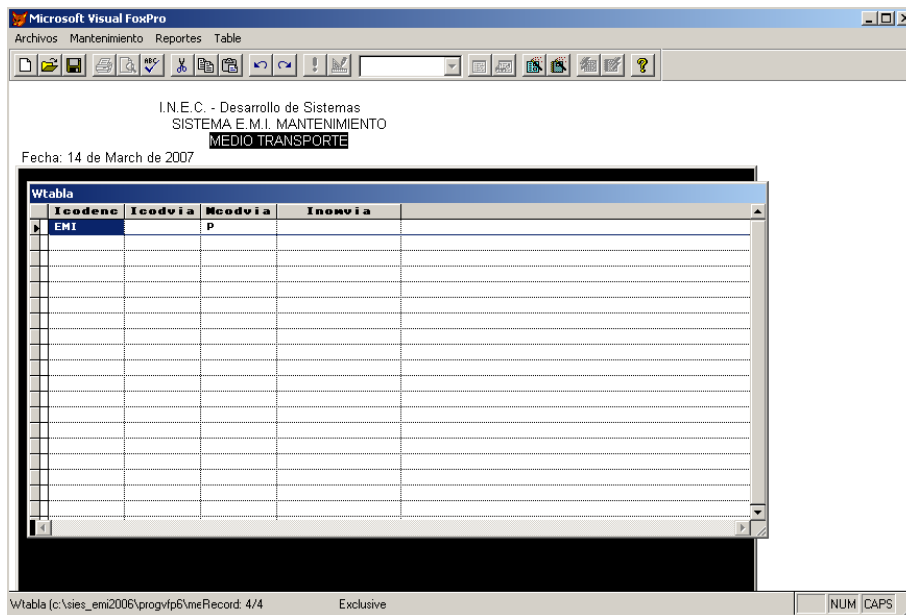 Microsoft Visual FoxPro
Archivos Mantenimiento Reportes Table
I.N.E.C. - Desarrollo de Sistemas
SISTEMA E.M.I. MANTENIMIENTO
MEDIO TRANSPORTE
Fecha: 14 de March de 2007
Wtabla
Icodenc Icodvia Mcodvia Inomvia
EMI P
Wtabla (c:\sies_emi2006\progvfp6\meRecord: 4/4 Exclusive NUM CAPS